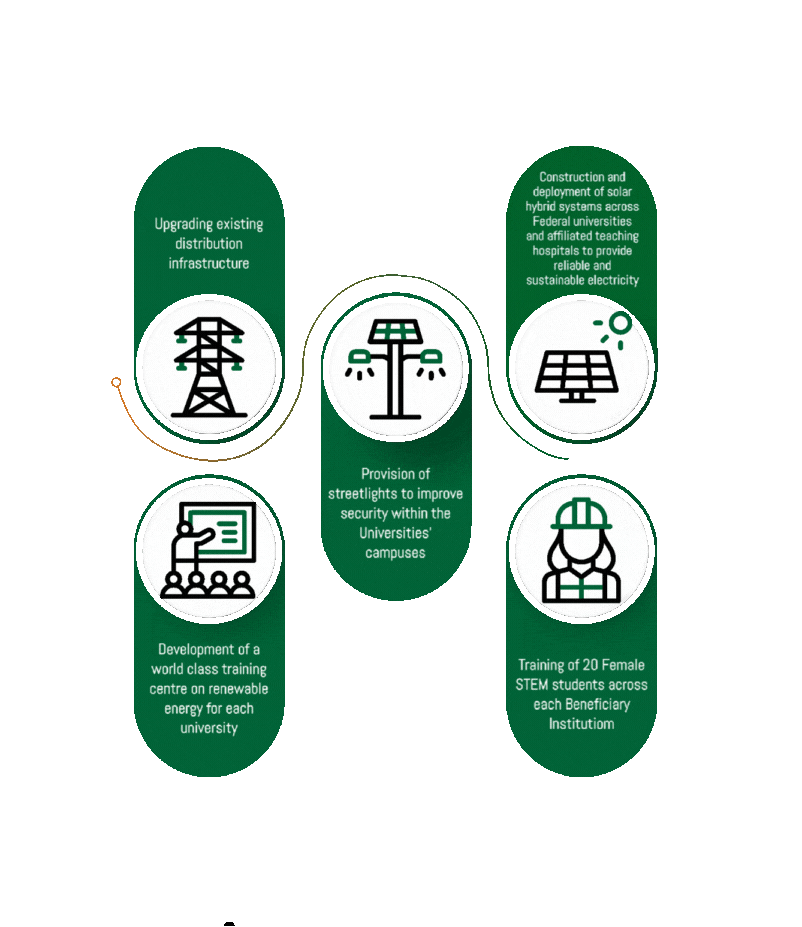 Upgrading existing
distribution
infrastructure
Construction and
deployment of solar
hybrid systems across
Federal universities
and affiliated teaching
hospitals to provide
reliable and
sustainable electricity
Provision of
streetlights to improve
security within the
Universities'
campuses
Development of a
world class training
centre on renewable
energy for each
university
Training of 20 Female
STEM students across
each Beneficiary
Institutiom